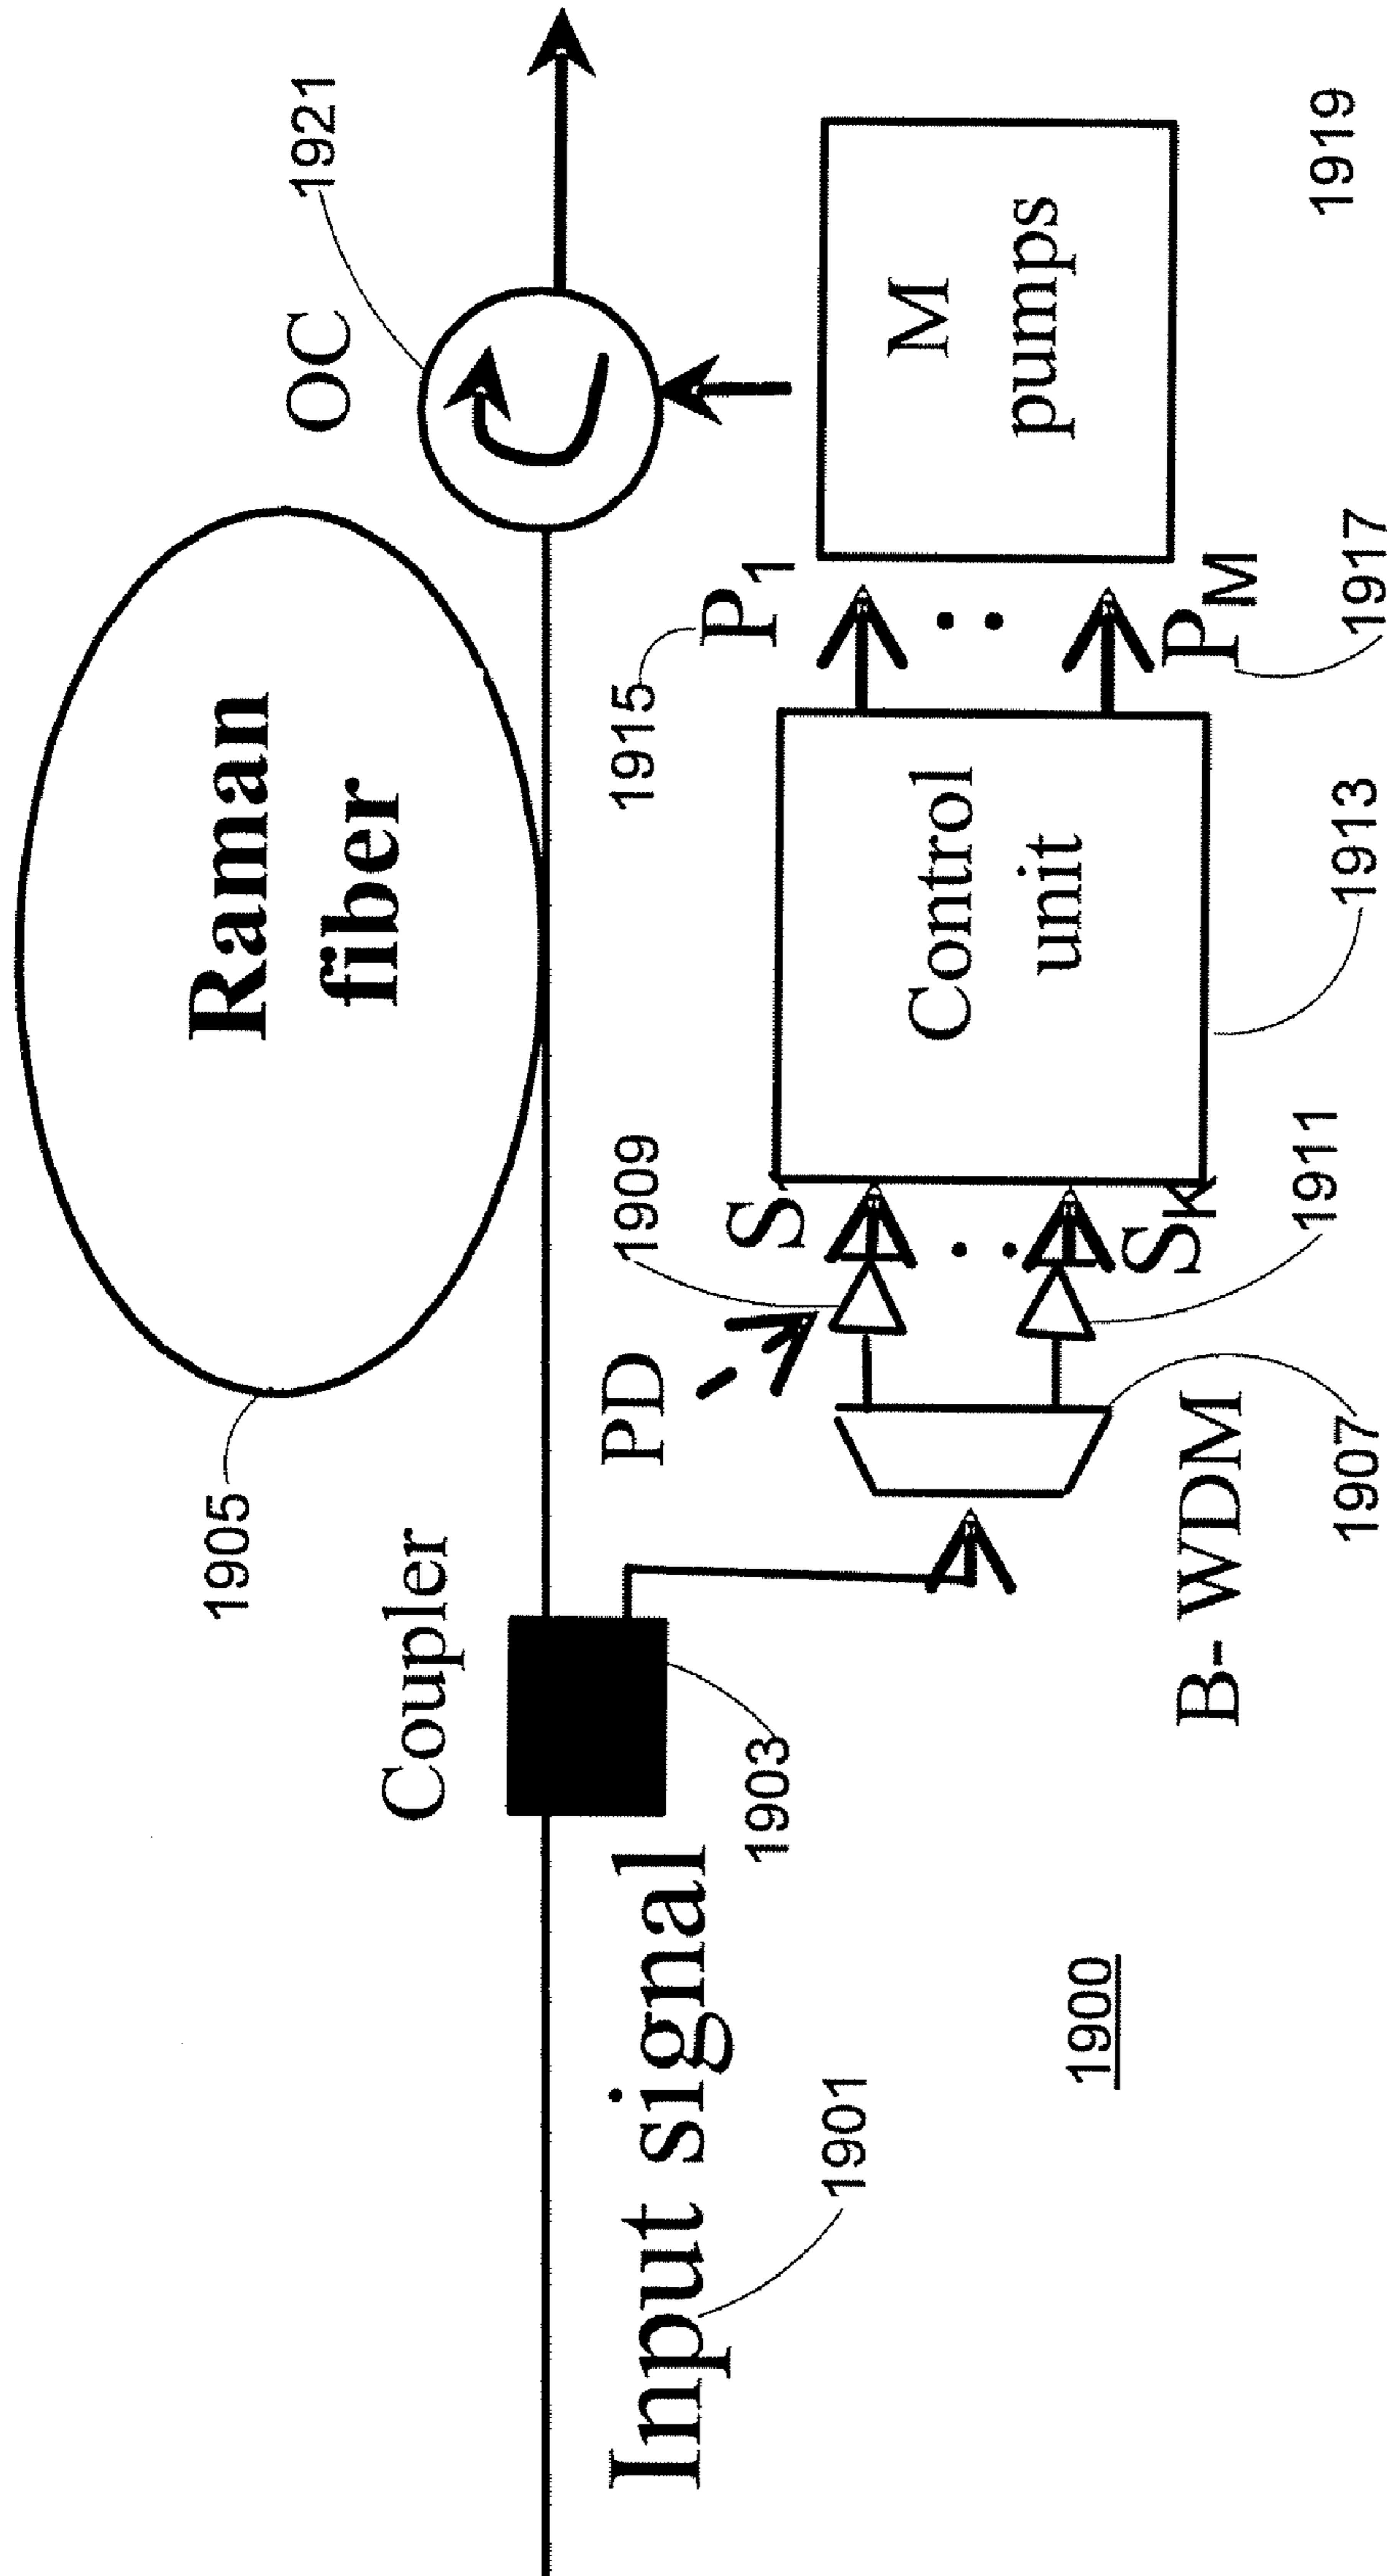 OC
1921
Raman
fiber
1905
Coupler
Input signal
1901
1903
PD
1909
S
1915
P1
Control
unit
M
pumps
SK
PM
B- WDM
1907
1911
1913
1917
1919
1900